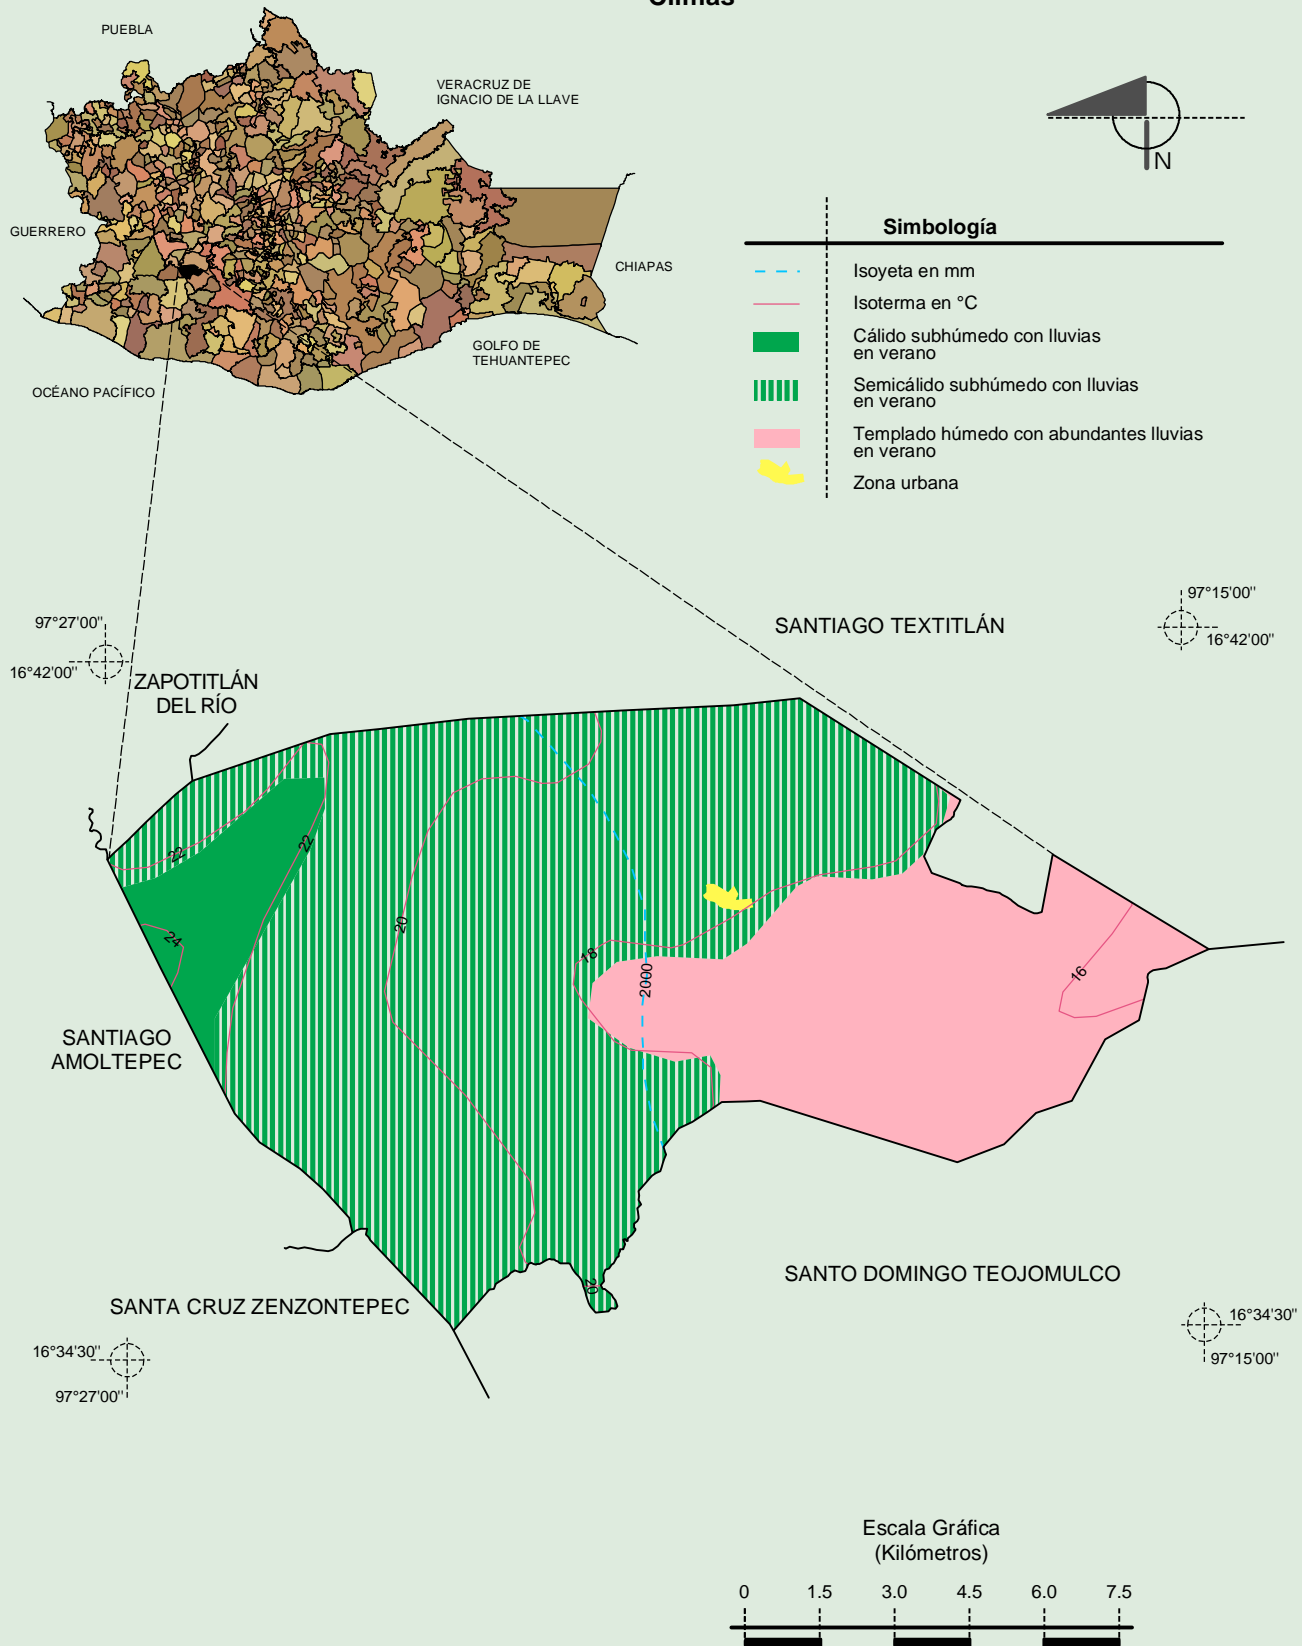 Climas
PUEBLA
VERACRUZ DE
IGNACIO DE LA LLAVE
N
GUERRERO
CHIAPAS
GOLFO DE
TEHUANTEPEC
OCÉANO PACÍFICO
Simbología
Isoyeta en mm
Isoterma en °C
Cálido subhúmedo con lluvias
en verano
Semicálido subhúmedo con lluvias
en verano
Templado húmedo con abundantes lluvias
en verano
Zona urbana
97°27'00"
16°42'00"
97°15'00"
16°42'00"
SANTIAGO TEXTITLÁN
ZAPOTITLÁN
DEL RÍO
22
22
24
20
18
2000
16
20
SANTIAGO
AMOLTEPEC
SANTA CRUZ ZENZONTEPEC
SANTO DOMINGO TEOJOMULCO
16°34'30"
97°27'00"
16°34'30"
97°15'00"
Escala Gráfica
(Kilómetros)
0 1.5 3.0 4.5 6.0 7.5